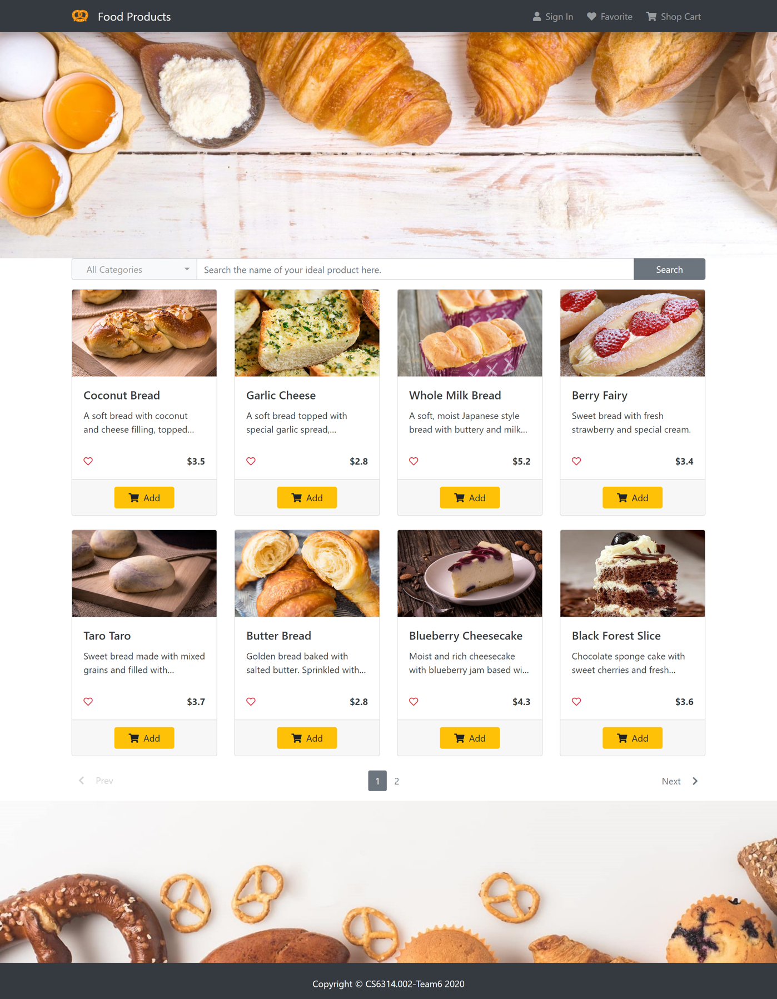 Food Products
Sign In
Favorite
Shop Cart
All Categories
Search the name of your ideal product here.
Search
Coconut Bread
A soft bread with coconut
and cheese filling, topped...
$3.5
Add
Garlic Cheese
A soft bread topped with
special garlic spread,...
$2.8
Add
Whole Milk Bread
A soft, moist Japanese style
bread with buttery and milk...
$5.2
Add
Berry Fairy
Sweet bread with fresh
strawberry and special cream.
$3.4
Add
Taro Taro
Sweet bread made with mixed
grains and filled with...
$3.7
Add
Butter Bread
Golden bread baked with
salted butter. Sprinkled with...
$2.8
Add
Blueberry Cheesecake
Moist and rich cheesecake
with blueberry jam based wi...
$4.3
Add
Black Forest Slice
Chocolate sponge cake with
sweet cherries and fresh...
$3.6
Add
Prev
1
2
Next
Copyright © CS6314.002-Team6 2020